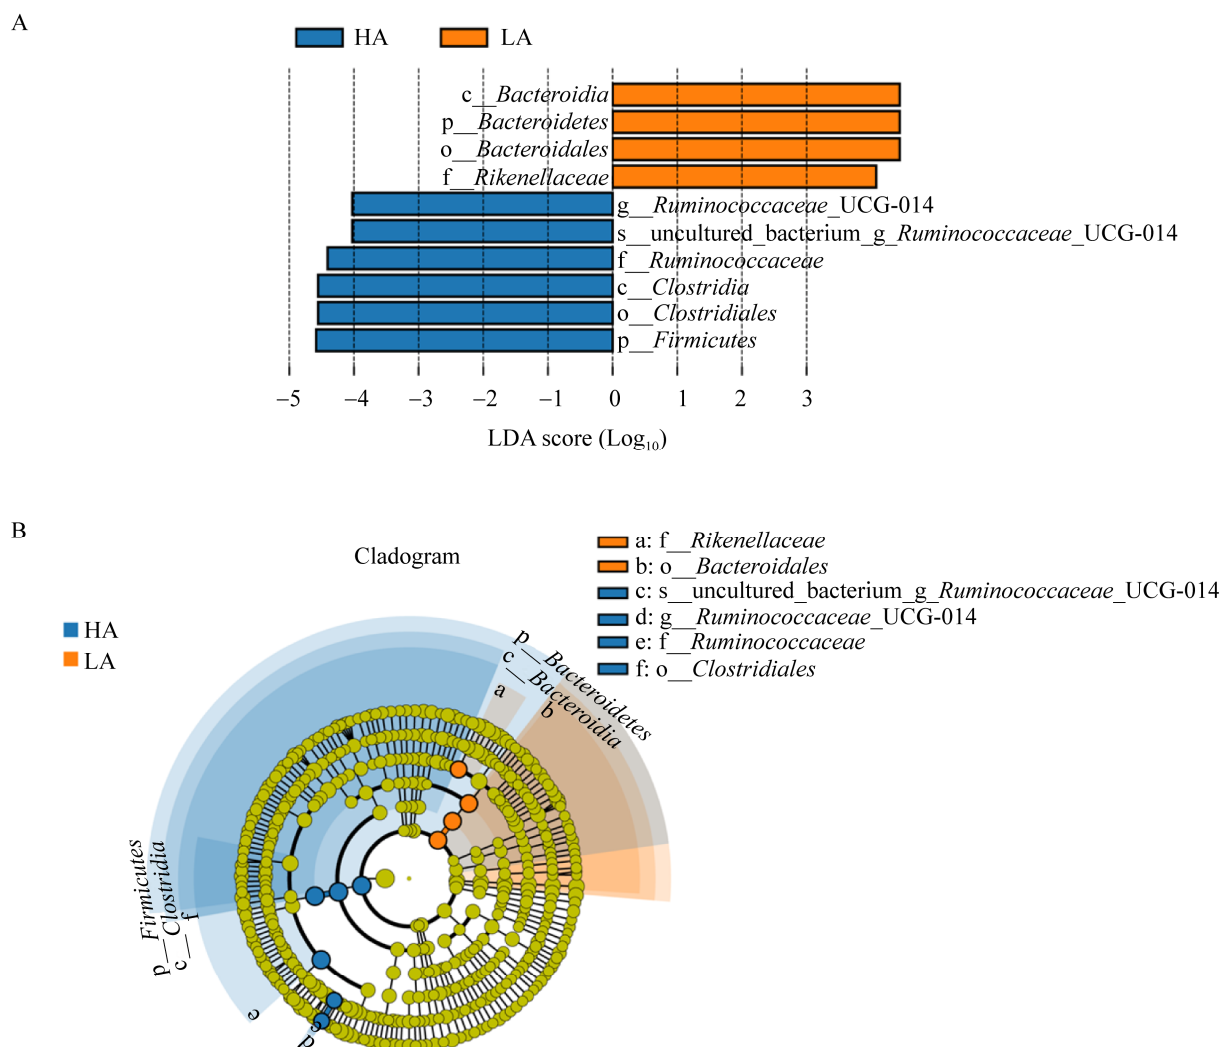 A
HA
LA
c__Bacteroidia
p__Bacteroidetes
o__Bacteroidales
f__Rikenellaceae
g__Ruminococcaceae_UCG-014
s__uncultured_bacterium_g_Ruminococcaceae_UCG-014
f__Ruminococcaceae
c__Clostridia
o__Clostridiales
p__Firmicutes
–5 –4 –3 –2 –1 0 1 2 3
LDA score (Log10)
B
Cladogram
HA
LA
a: f__Rikenellaceae
b: o__Bacteroidales
c: s__uncultured_bacterium_g_Ruminococcaceae_UCG-014
d: g__Ruminococcaceae_UCG-014
e: f__Ruminococcaceae
f: o__Clostridiales
p__Bacteroidetes
c__Bacteroidia
a
b
p__Firmicutes
c__Clostridia
f
e
d
c